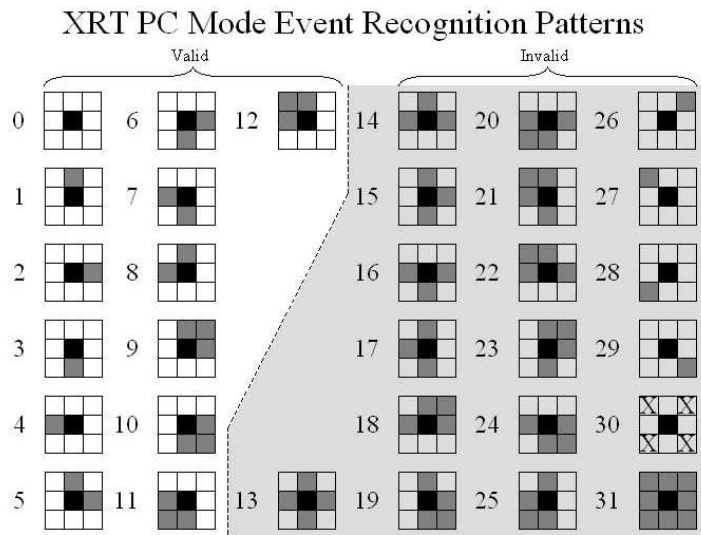 XRT PC Mode Event Recognition Patterns
Valid Invalid
0 6 12 14 20 26
1 7 15 21 27
2 8 16 22 28
3 9 17 23 29
4 10 18 24 30 X X
X X
5 11 13 19 25 31